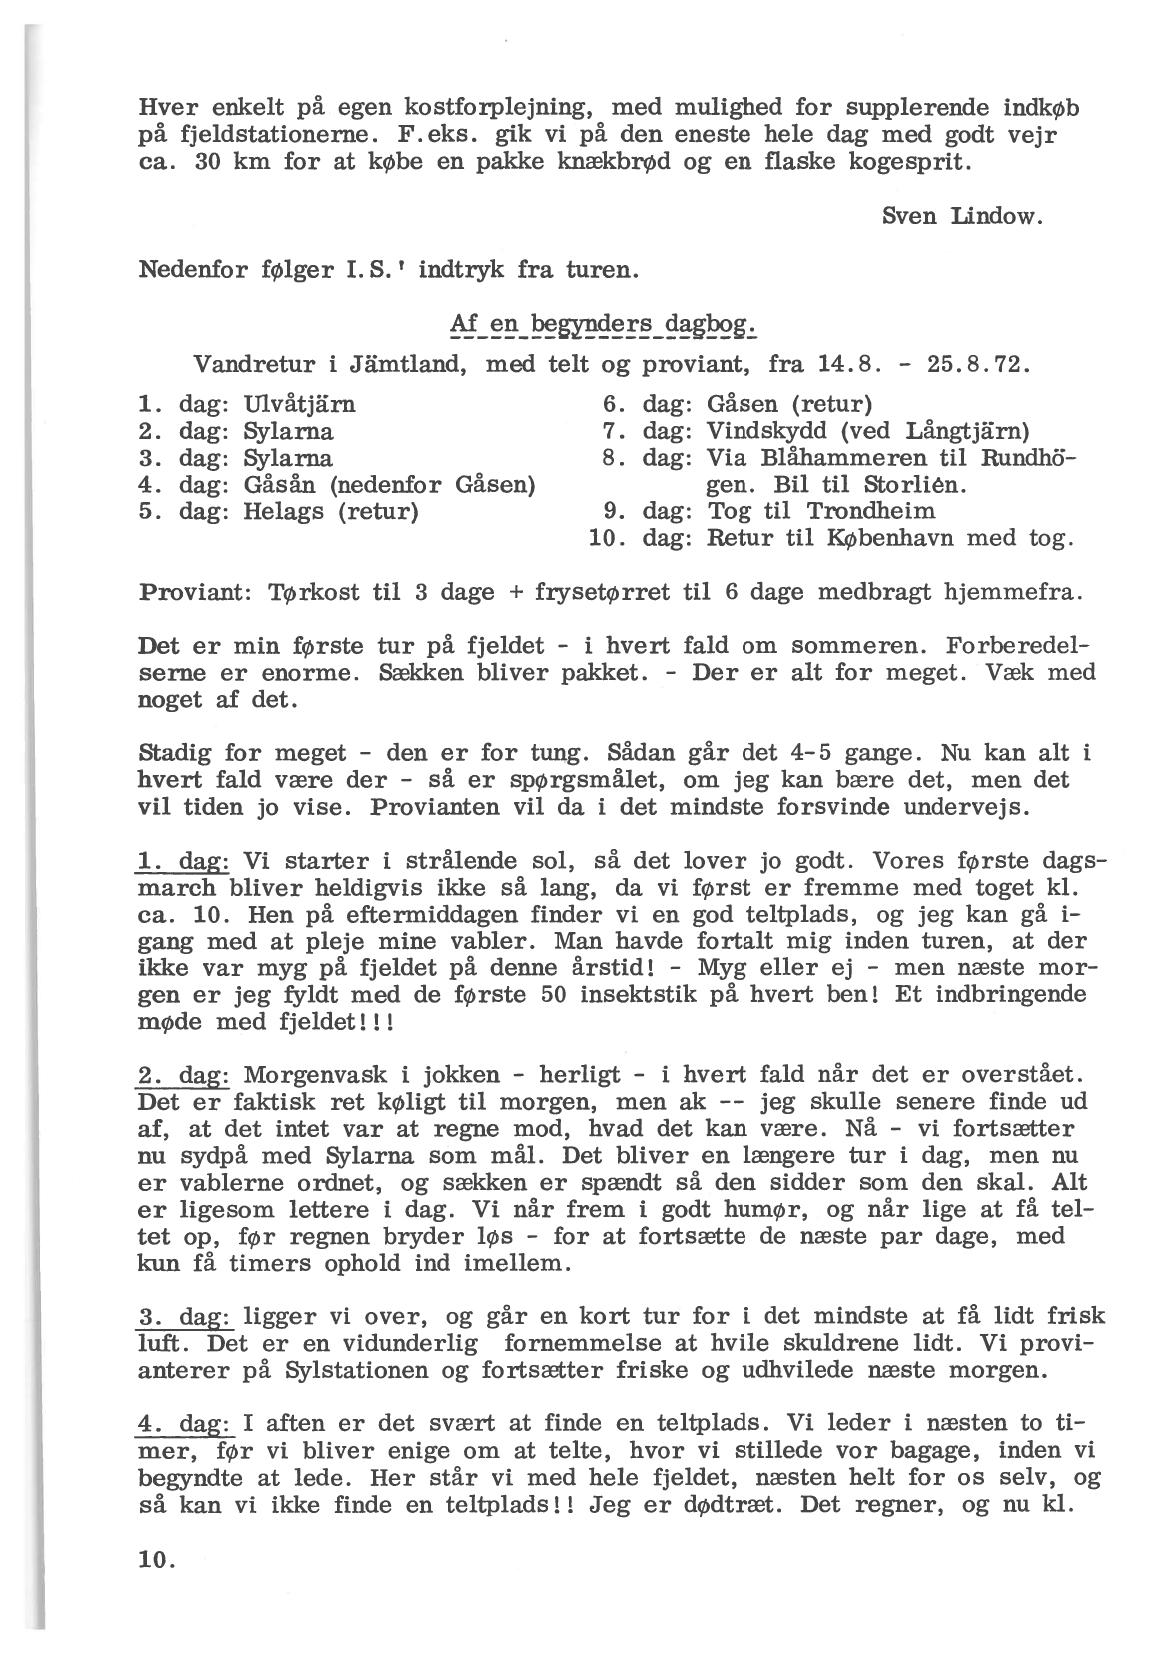 Hver enkelt på egen kostforplejning, med mulighed for supplerende indkøb
på fjeldstationerne. F.eks. gik vi på den eneste hele dag med godt vejr
ca. 30 km for at købe en pakke knækbrød og en flaske kogesprit.
Sven Lindow.
Nedenfor følger I.S.' indtryk fra turen.
Af en begynders dagbog.
Vandretur i Jämtland, med telt og proviant, fra 14.8. - 25.8.72.
1. dag: Ulvåtjärn
2. dag: Sylarna
3. dag: Sylarna
4. dag: Gåsån (nedenfor Gåsen)
5. dag: Helags (retur)
6. dag: Gåsen (retur)
7. dag: Vindskydd (ved Långtjärn)
8. dag: Via Blåhammeren til Rundhö-
gen. Bil til Storlién.
9. dag: Tog til Trondheim
10. dag: Retur til København med tog.
Proviant: Tørkost til 3 dage + frysetørret til 6 dage medbragt hjemmefra.
Det er min første tur på fjeldet - i hvert fald om sommeren. Forberedel-
serne er enorme. Sækken bliver pakket. - Der er alt for meget. Væk med
noget af det.
Stadig for meget - den er for tung. Sådan går det 4-5 gange. Nu kan alt i
hvert fald være der - så er spørgsmålet, om jeg kan bære det, men det
vil tiden jo vise. Provianten vil da i det mindste forsvinde undervejs.
1. dag: Vi starter i strålende sol, så det lover jo godt. Vores første dags-
march bliver heldigvis ikke så lang, da vi først er fremme med toget kl.
ca. 10. Hen på eftermiddagen finder vi en god teltplads, og jeg kan gå i-
gang med at pleje mine vabler. Man havde fortalt mig inden turen, at der
ikke var myg på fjeldet på denne årstid! - Myg eller ej - men næste mor-
gen er jeg fyldt med de første 50 insektstik på hvert ben! Et indbringende
møde med fjeldet!!!
2. dag: Morgenvask i jokken - herligt - i hvert fald når det er overstået.
Det er faktisk ret køligt til morgen, men ak -- jeg skulle senere finde ud
af, at det intet var at regne mod, hvad det kan være. Nå - vi fortsætter
nu sydpå med Sylarna som mål. Det bliver en længere tur i dag, men nu
er vablerne ordnet, og sækken er spændt så den sidder som den skal. Alt
er ligesom lettere i dag. Vi når frem i godt humør, og når lige at få tel-
tet op, før regnen bryder løs - for at fortsætte de næste par dage, med
kun få timers ophold ind imellem.
3. dag: ligger vi over, og går en kort tur for i det mindste at få lidt frisk
luft. Det er en vidunderlig fornemmelse at hvile skuldrene lidt. Vi provi-
anterer på Sylstationen og fortsætter friske og udhvilede næste morgen.
4. dag: I aften er det svært at finde en teltplads. Vi leder i næsten to ti-
mer, før vi bliver enige om at telte, hvor vi stillede vor bagage, inden vi
begyndte at lede. Her står vi med hele fjeldet, næsten helt for os selv, og
så kan vi ikke finde en teltplads!! Jeg er dødtræt. Det regner, og nu kl.
10.